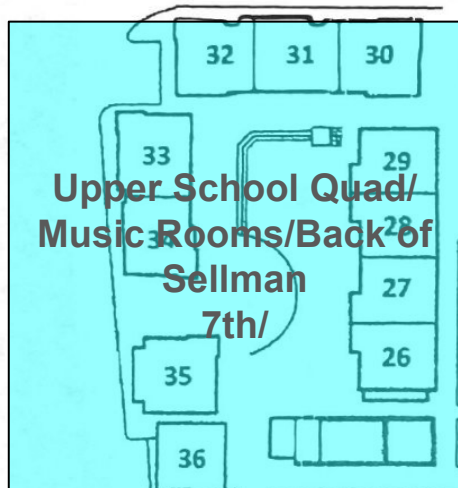 32 31 30
33
29
Upper School Quad/
Music Rooms/Back of
34
28
Sellman
27
7th/
26
35
36